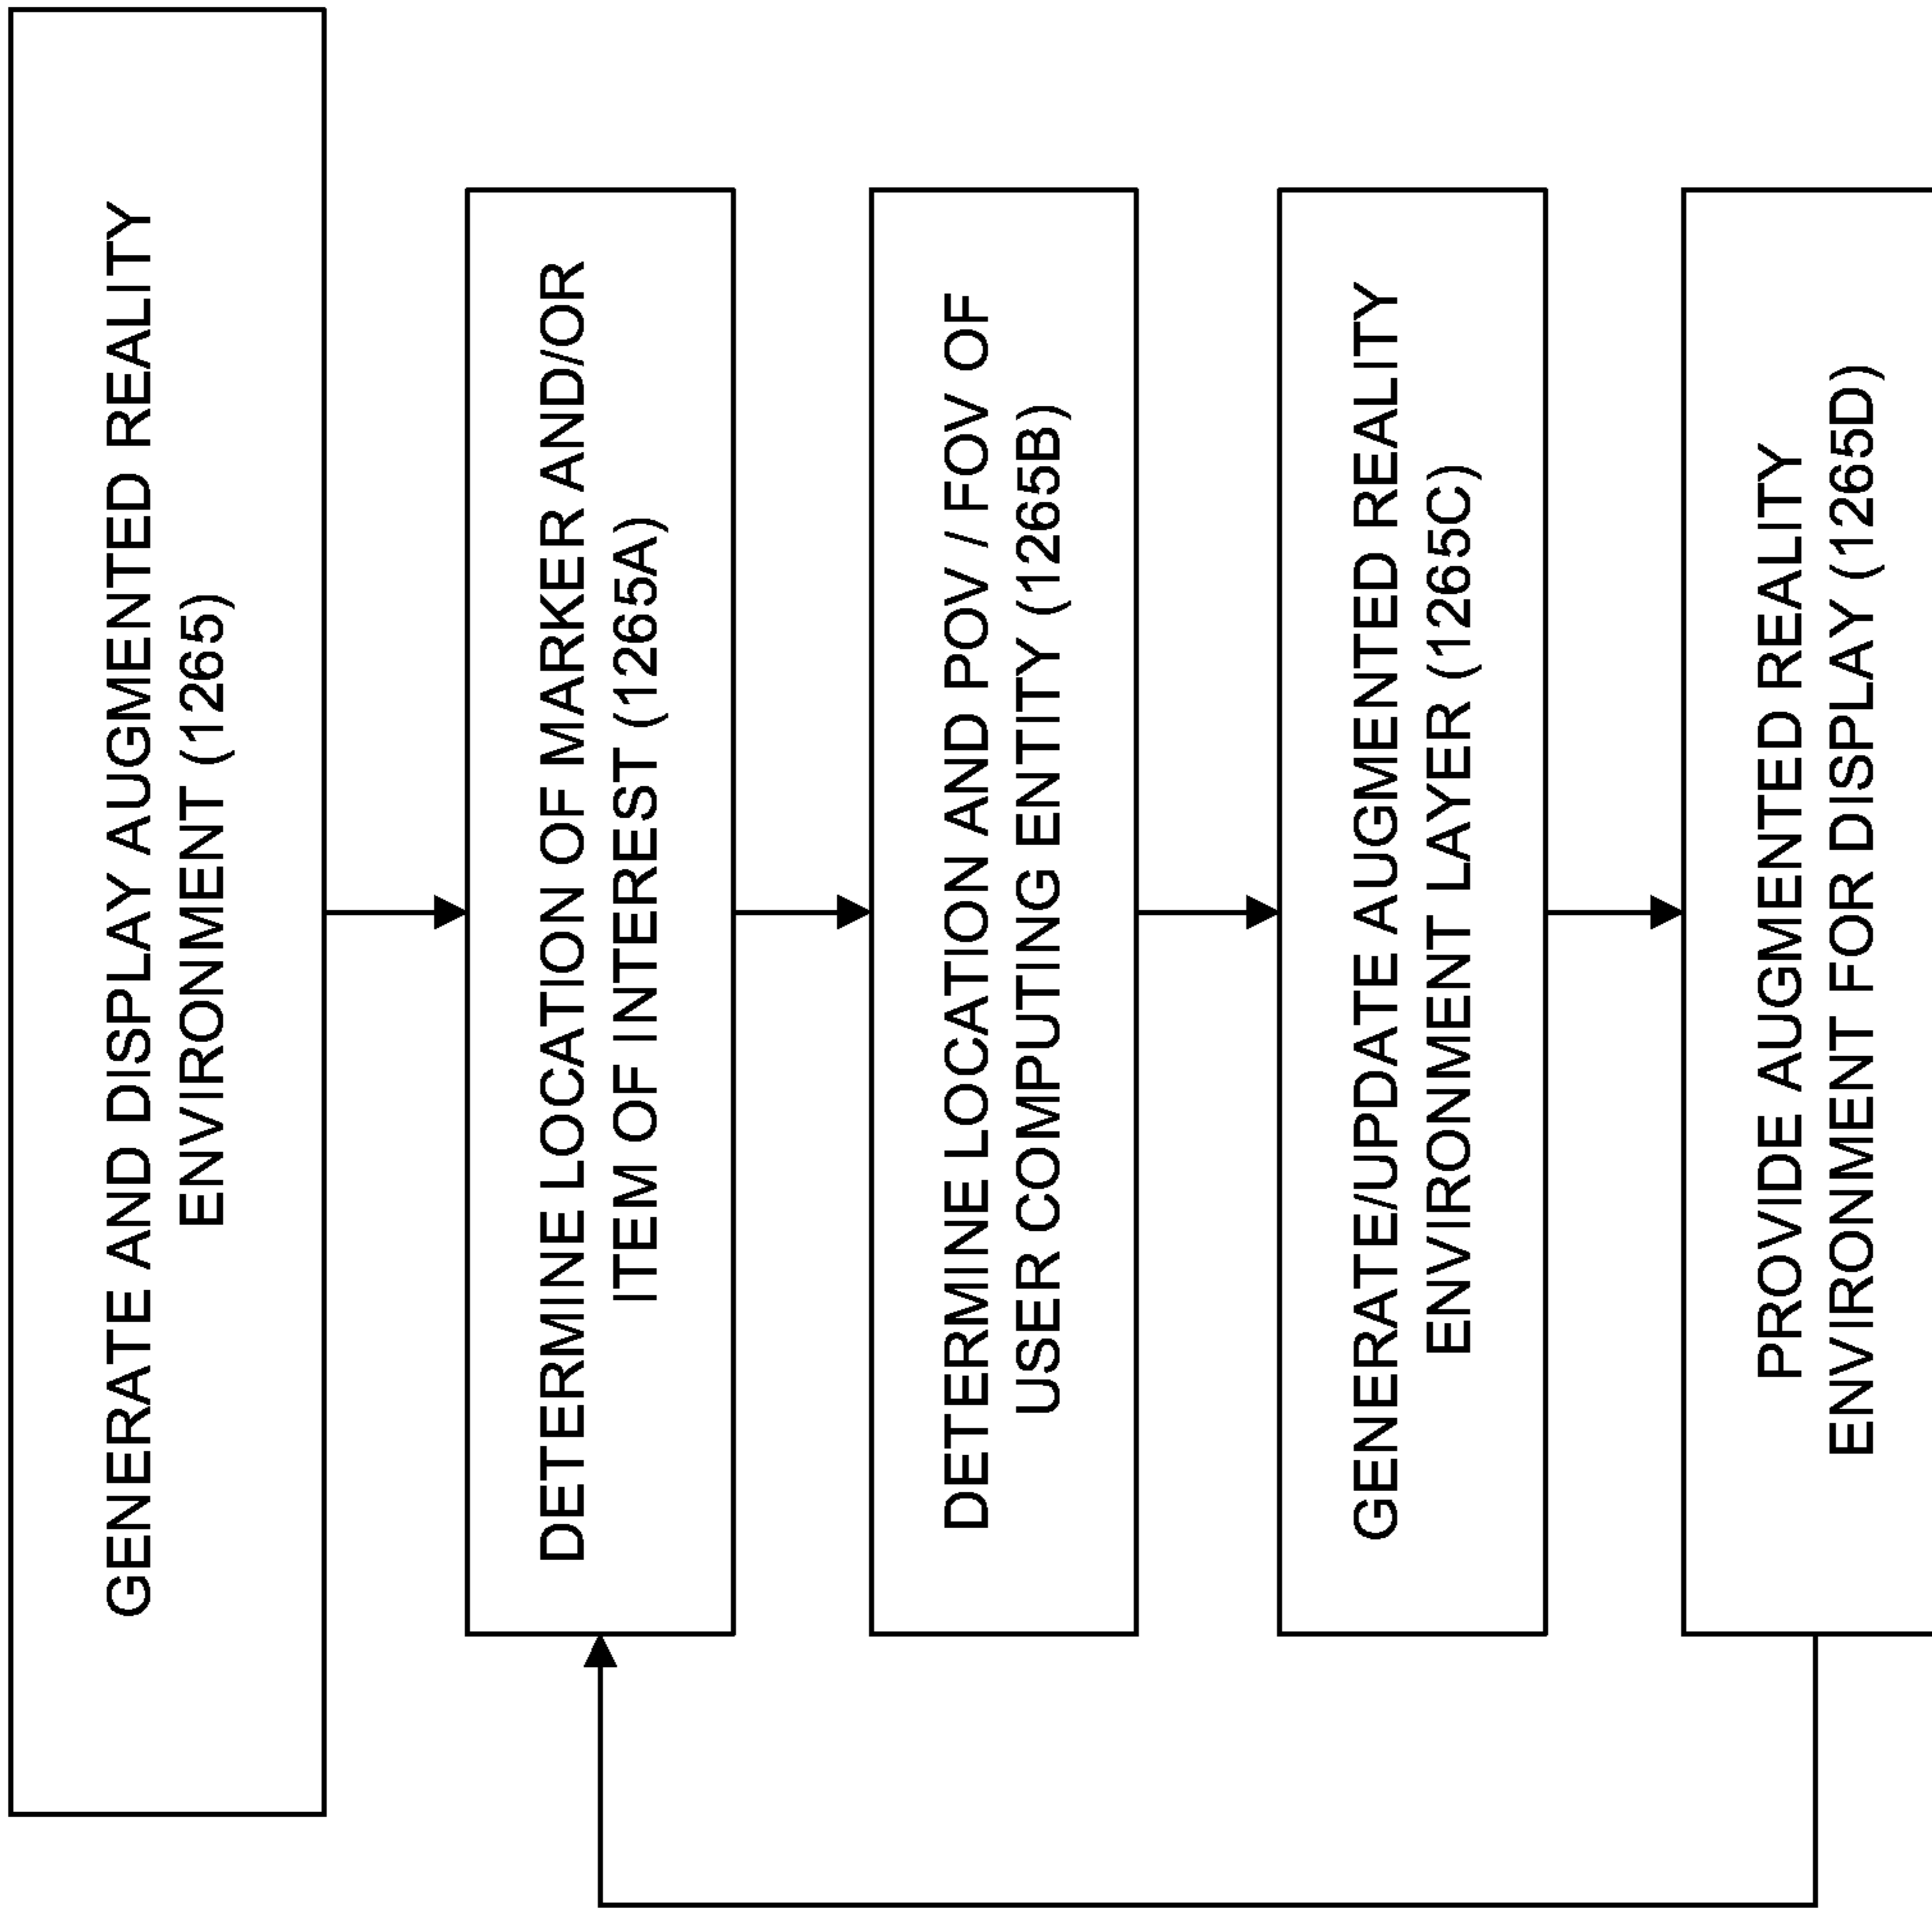 GENERATE AND DISPLAY AUGMENTED REALITY
ENVIRONMENT (1265)
DETERMINE LOCATION OF MARKER AND/OR
ITEM OF INTEREST (1265A)
DETERMINE LOCATION AND POV / FOV OF
USER COMPUTING ENTITY (1265B)
GENERATE/UPDATE AUGMENTED REALITY
ENVIRONMENT LAYER (1265C)
PROVIDE AUGMENTED REALITY
ENVIRONMENT FOR DISPLAY (1265D)